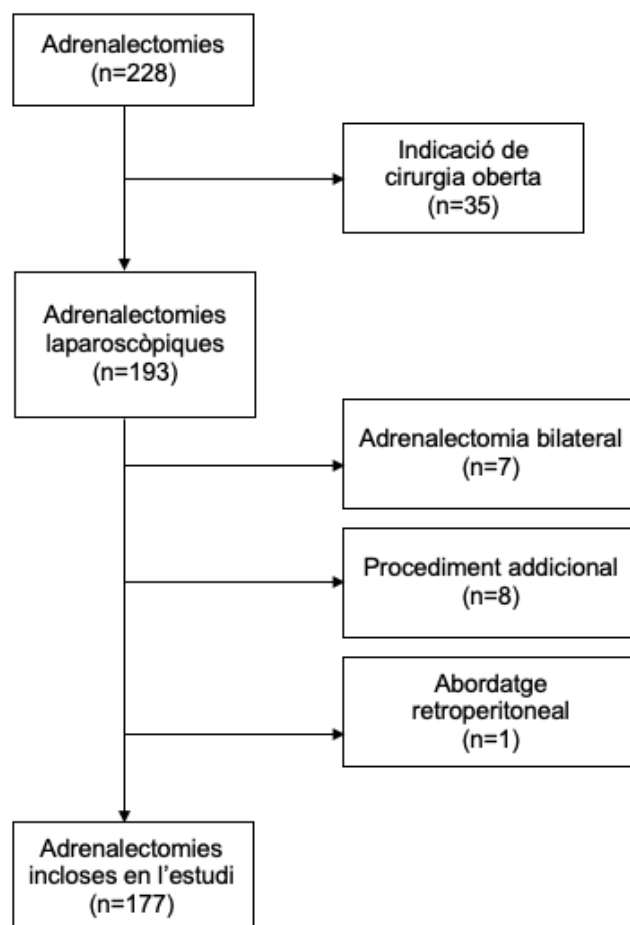 Adrenalectomies
(n=228)
Indicació de
cirurgia oberta
(n=35)
Adrenalectomies
laparoscòpiques
(n=193)
Adrenalectomia bilateral
(n=7)
Procediment addicional
(n=8)
Abordatge
retroperitoneal
(n=1)
Adrenalectomies
incloses en l'estudi
(n=177)